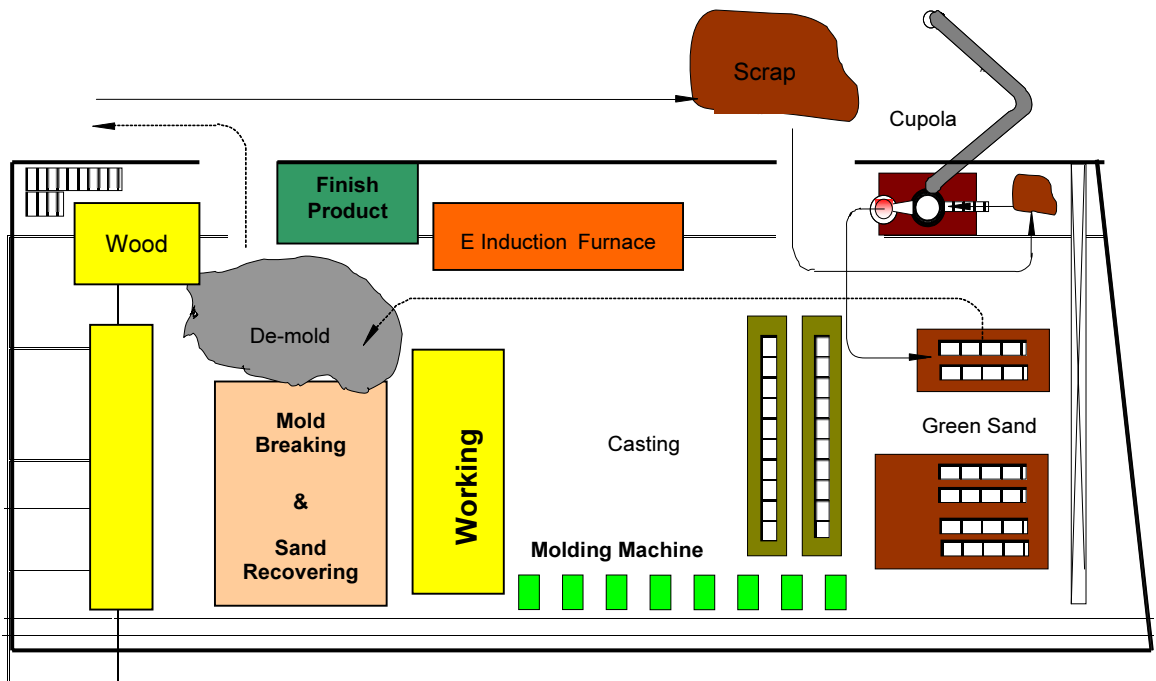 Scrap
Cupola
Finish
Product
Wood
E Induction Furnace
De-mold
Mold
Breaking
&
Sand
Recovering
Working
Casting
Green Sand
Molding Machine